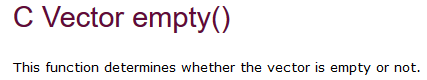 C Vector empty()
This function determines whether the vector is empty or not.